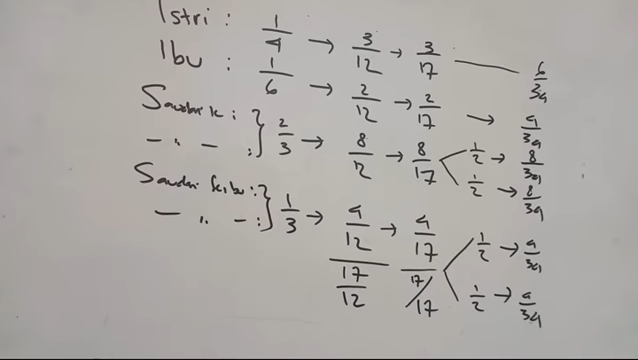 Istri : 1/4 → 3/12 → 3/17 — 6/34
Ibu : 1/6 → 2/12 → 2/17 → 4/34
Saudari k : } 2/3 → 8/12 → 8/17 < 1/2 → 8/34
— " — : 1/2 → 8/34
Saudari seibu : } 1/3 → 4/12 → 4/17 < 1/2 → 4/34
— " — : 1/2 → 4/34
17/12 17/17